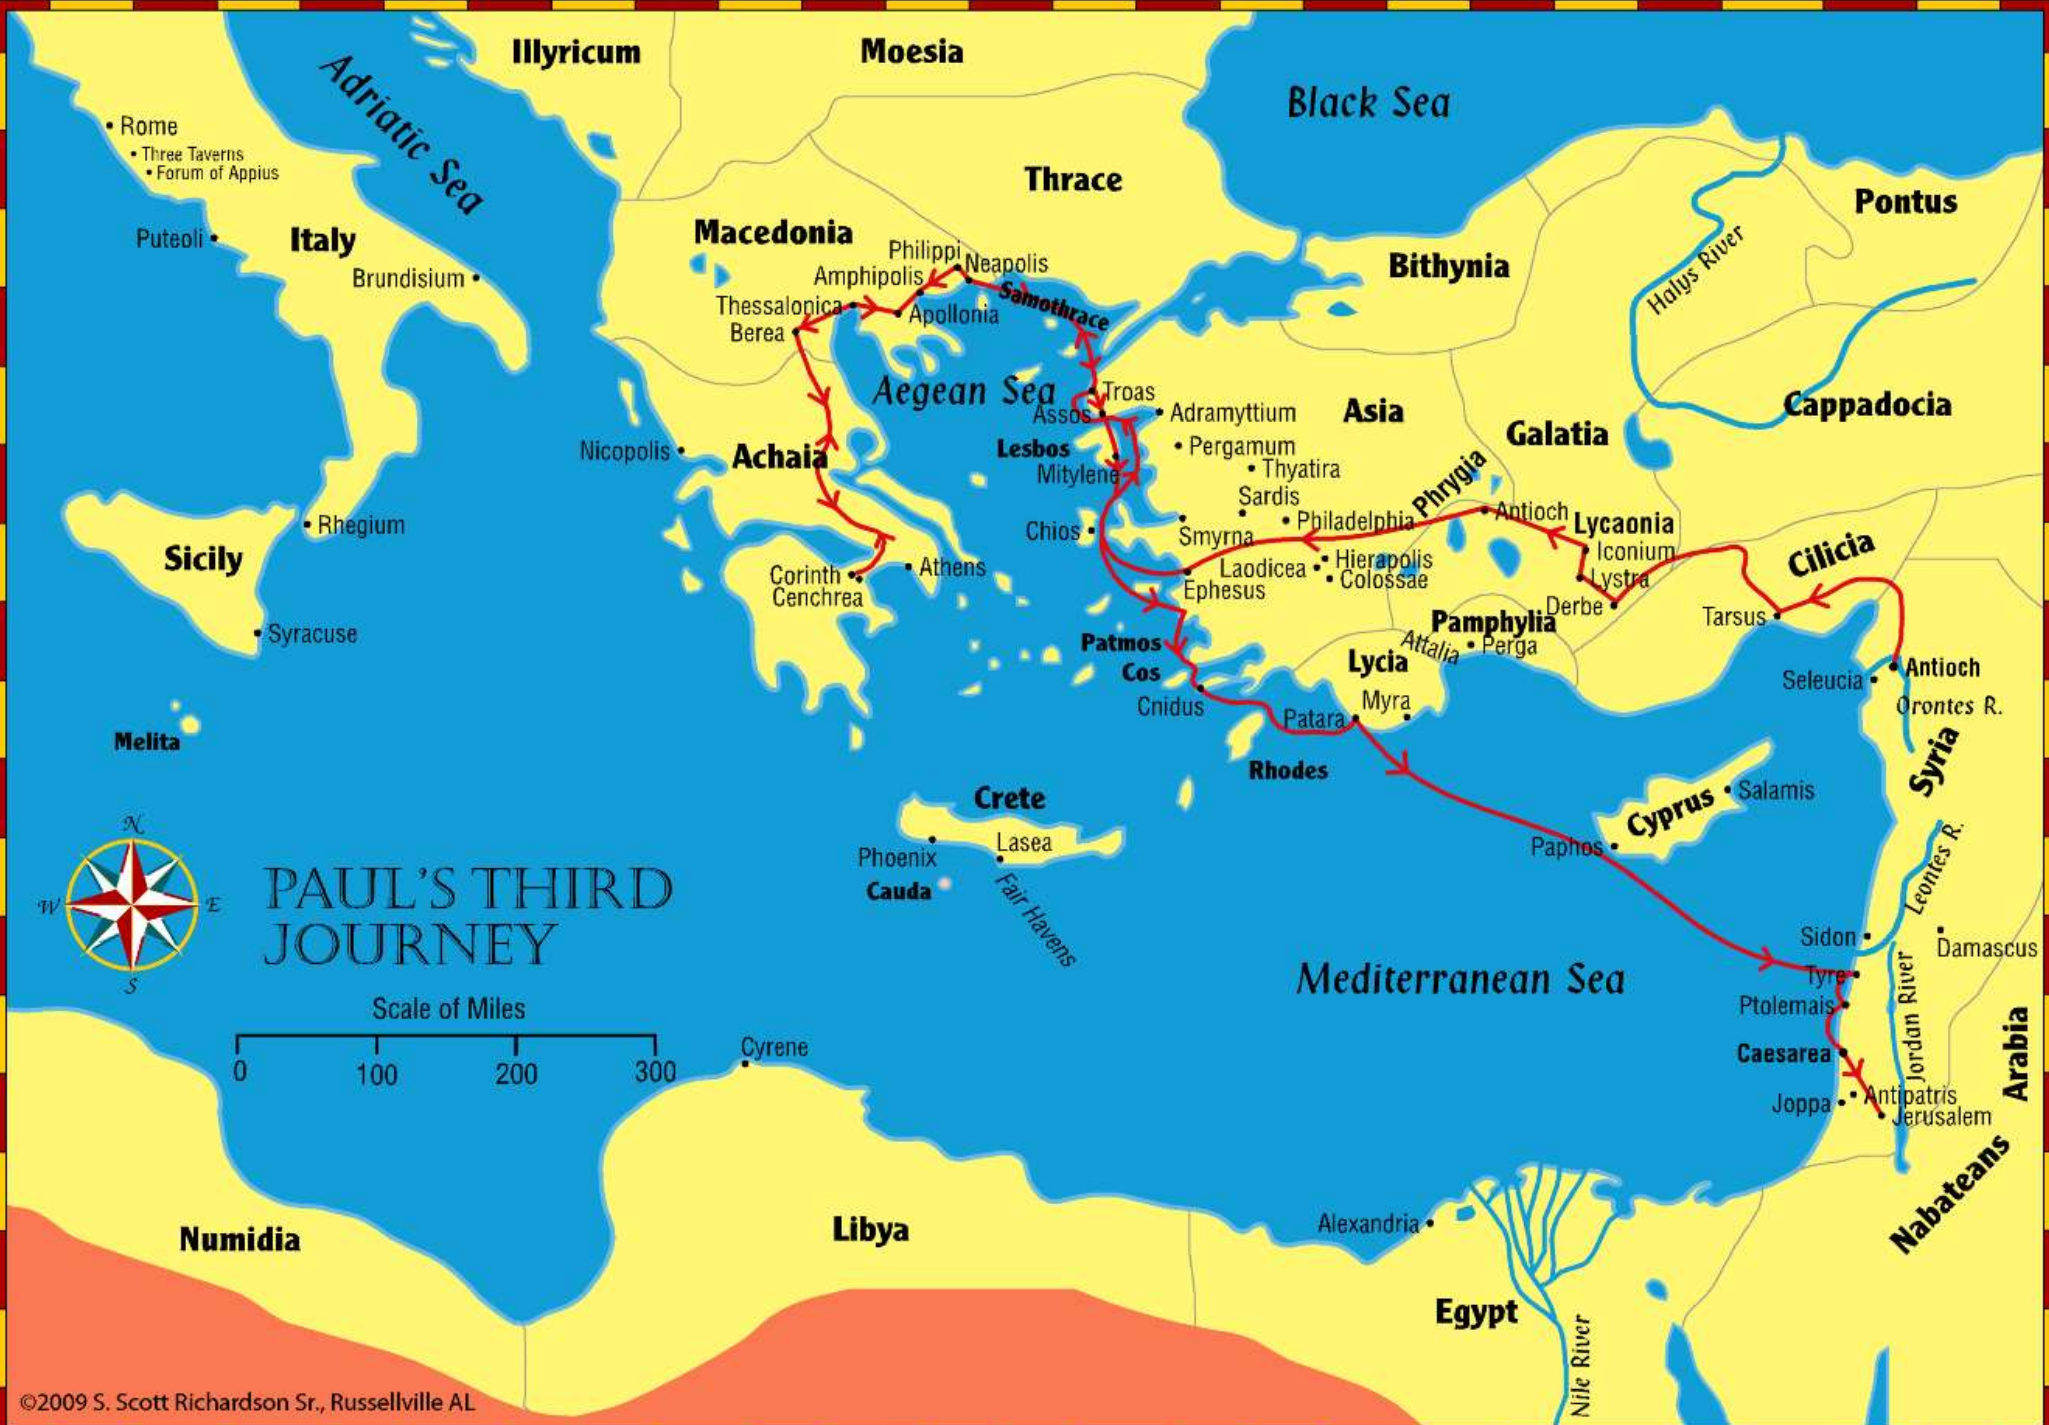 Illyricum
Moesia
Adriatic Sea
Black Sea
Rome
Three Taverns
Forum of Appius
Thrace
Pontus
Puteoli
Italy
Brundisium
Macedonia
Philippi
Neapolis
Amphipolis
Samothrace
Thessalonica
Apollonia
Berea
Bithynia
Halys River
Aegean Sea
Troas
Assos
Adramyttium
Asia
Cappadocia
Galatia
Nicopolis
Achaia
Lesbos
Mitylene
Pergamum
Thyatira
Sardis
Phrygia
Philadelphia
Antioch
Lycaonia
Rhegium
Sicily
Chios
Smyrna
Iconium
Cilicia
Athens
Corinth
Cenchrea
Ephesus
Laodicea
Hierapolis
Colossae
Lystra
Derbe
Tarsus
Syracuse
Patmos
Cos
Cnidus
Pamphylia
Attalia
Perga
Lycia
Myra
Patara
Seleucia
Antioch
Orontes R.
Syria
Melita
Rhodes
Crete
Cyprus
Salamis
Paphos
Phoenix
Lasea
Cauda
Fair Havens
Leontes R.
N
W
E
S
PAUL'S THIRD
JOURNEY
Sidon
Damascus
Tyre
Mediterranean Sea
Ptolemais
Jordan River
Scale of Miles
0 100 200 300
Cyrene
Caesarea
Arabia
Joppa
Antipatris
Jerusalem
Nabateans
Numidia
Libya
Alexandria
Egypt
Nile River
©2009 S. Scott Richardson Sr., Russellville AL